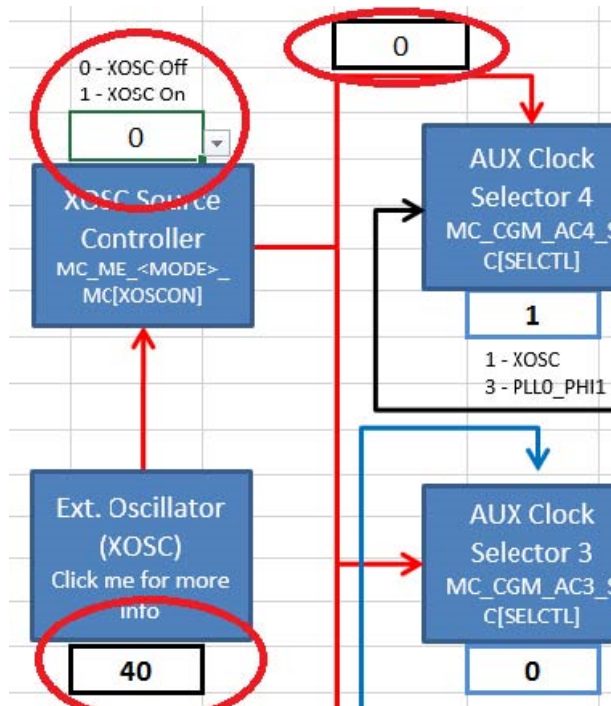 0
0 - XOSC Off
1 - XOSC On
0
XOSC Source
Controller
MC_ME_<MODE>_
MC[XOSCON]
AUX Clock
Selector 4
MC_CGM_AC4_S
C[SELCTL]
1
1 - XOSC
3 - PLL0_PHI1
Ext. Oscillator
(XOSC)
Click me for more
info
40
AUX Clock
Selector 3
MC_CGM_AC3_S
C[SELCTL]
0